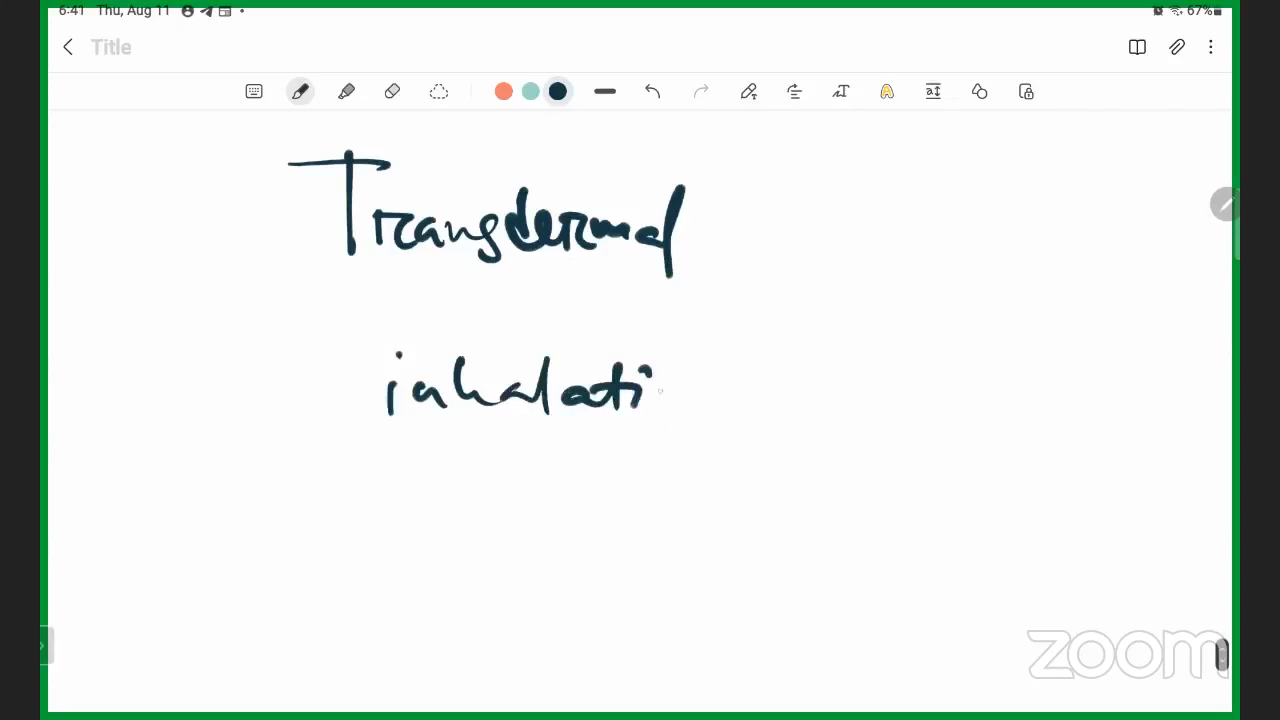 6:41 Thu, Aug 11 67%
Title
Transdermal
inhalati
zoom